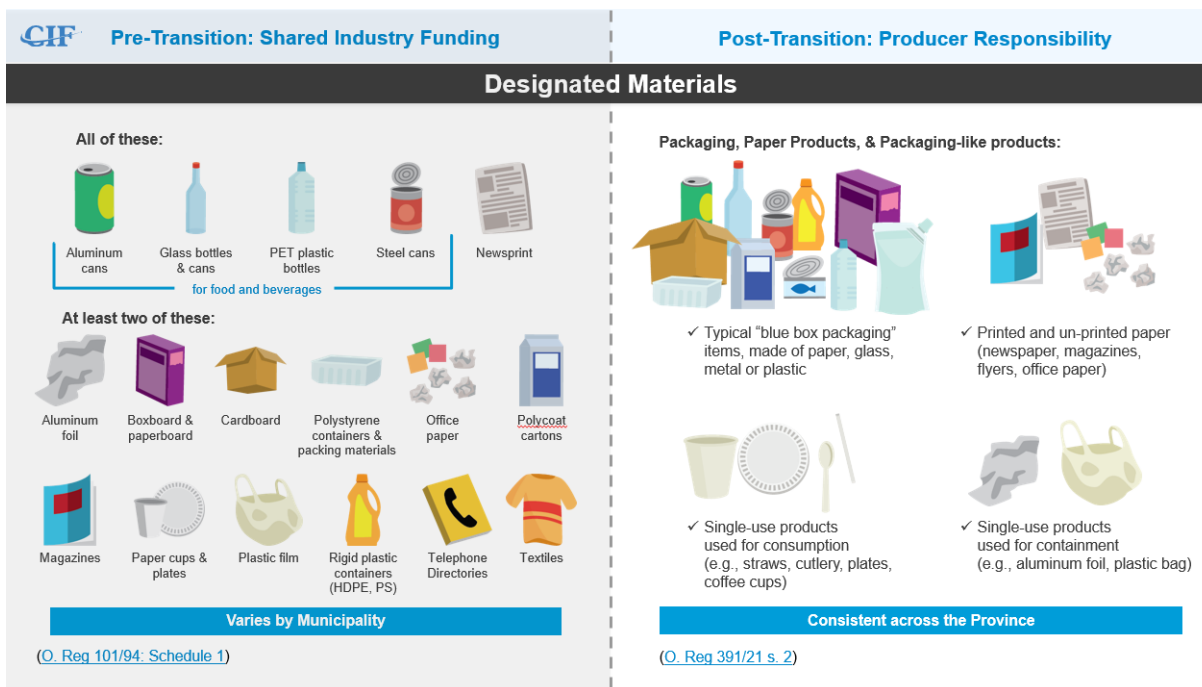 CIF
Pre-Transition: Shared Industry Funding
Post-Transition: Producer Responsibility
Designated Materials
All of these:
Aluminum
cans
Glass bottles
& cans
PET plastic
bottles
Steel cans
Newsprint
for food and beverages
At least two of these:
Aluminum
foil
Boxboard &
paperboard
Cardboard
Polystyrene
containers &
packing materials
Office
paper
Polycoat
cartons
Magazines
Paper cups &
plates
Plastic film
Rigid plastic
containers
(HDPE, PS)
Telephone
Directories
Textiles
Varies by Municipality
(O. Reg 101/94: Schedule 1)
Packaging, Paper Products, & Packaging-like products:
✓ Typical “blue box packaging”
items, made of paper, glass,
metal or plastic
✓ Printed and un-printed paper
(newspaper, magazines,
flyers, office paper)
✓ Single-use products
used for consumption
(e.g., straws, cutlery, plates,
coffee cups)
✓ Single-use products
used for containment
(e.g., aluminum foil, plastic bag)
Consistent across the Province
(O. Reg 391/21 s. 2)